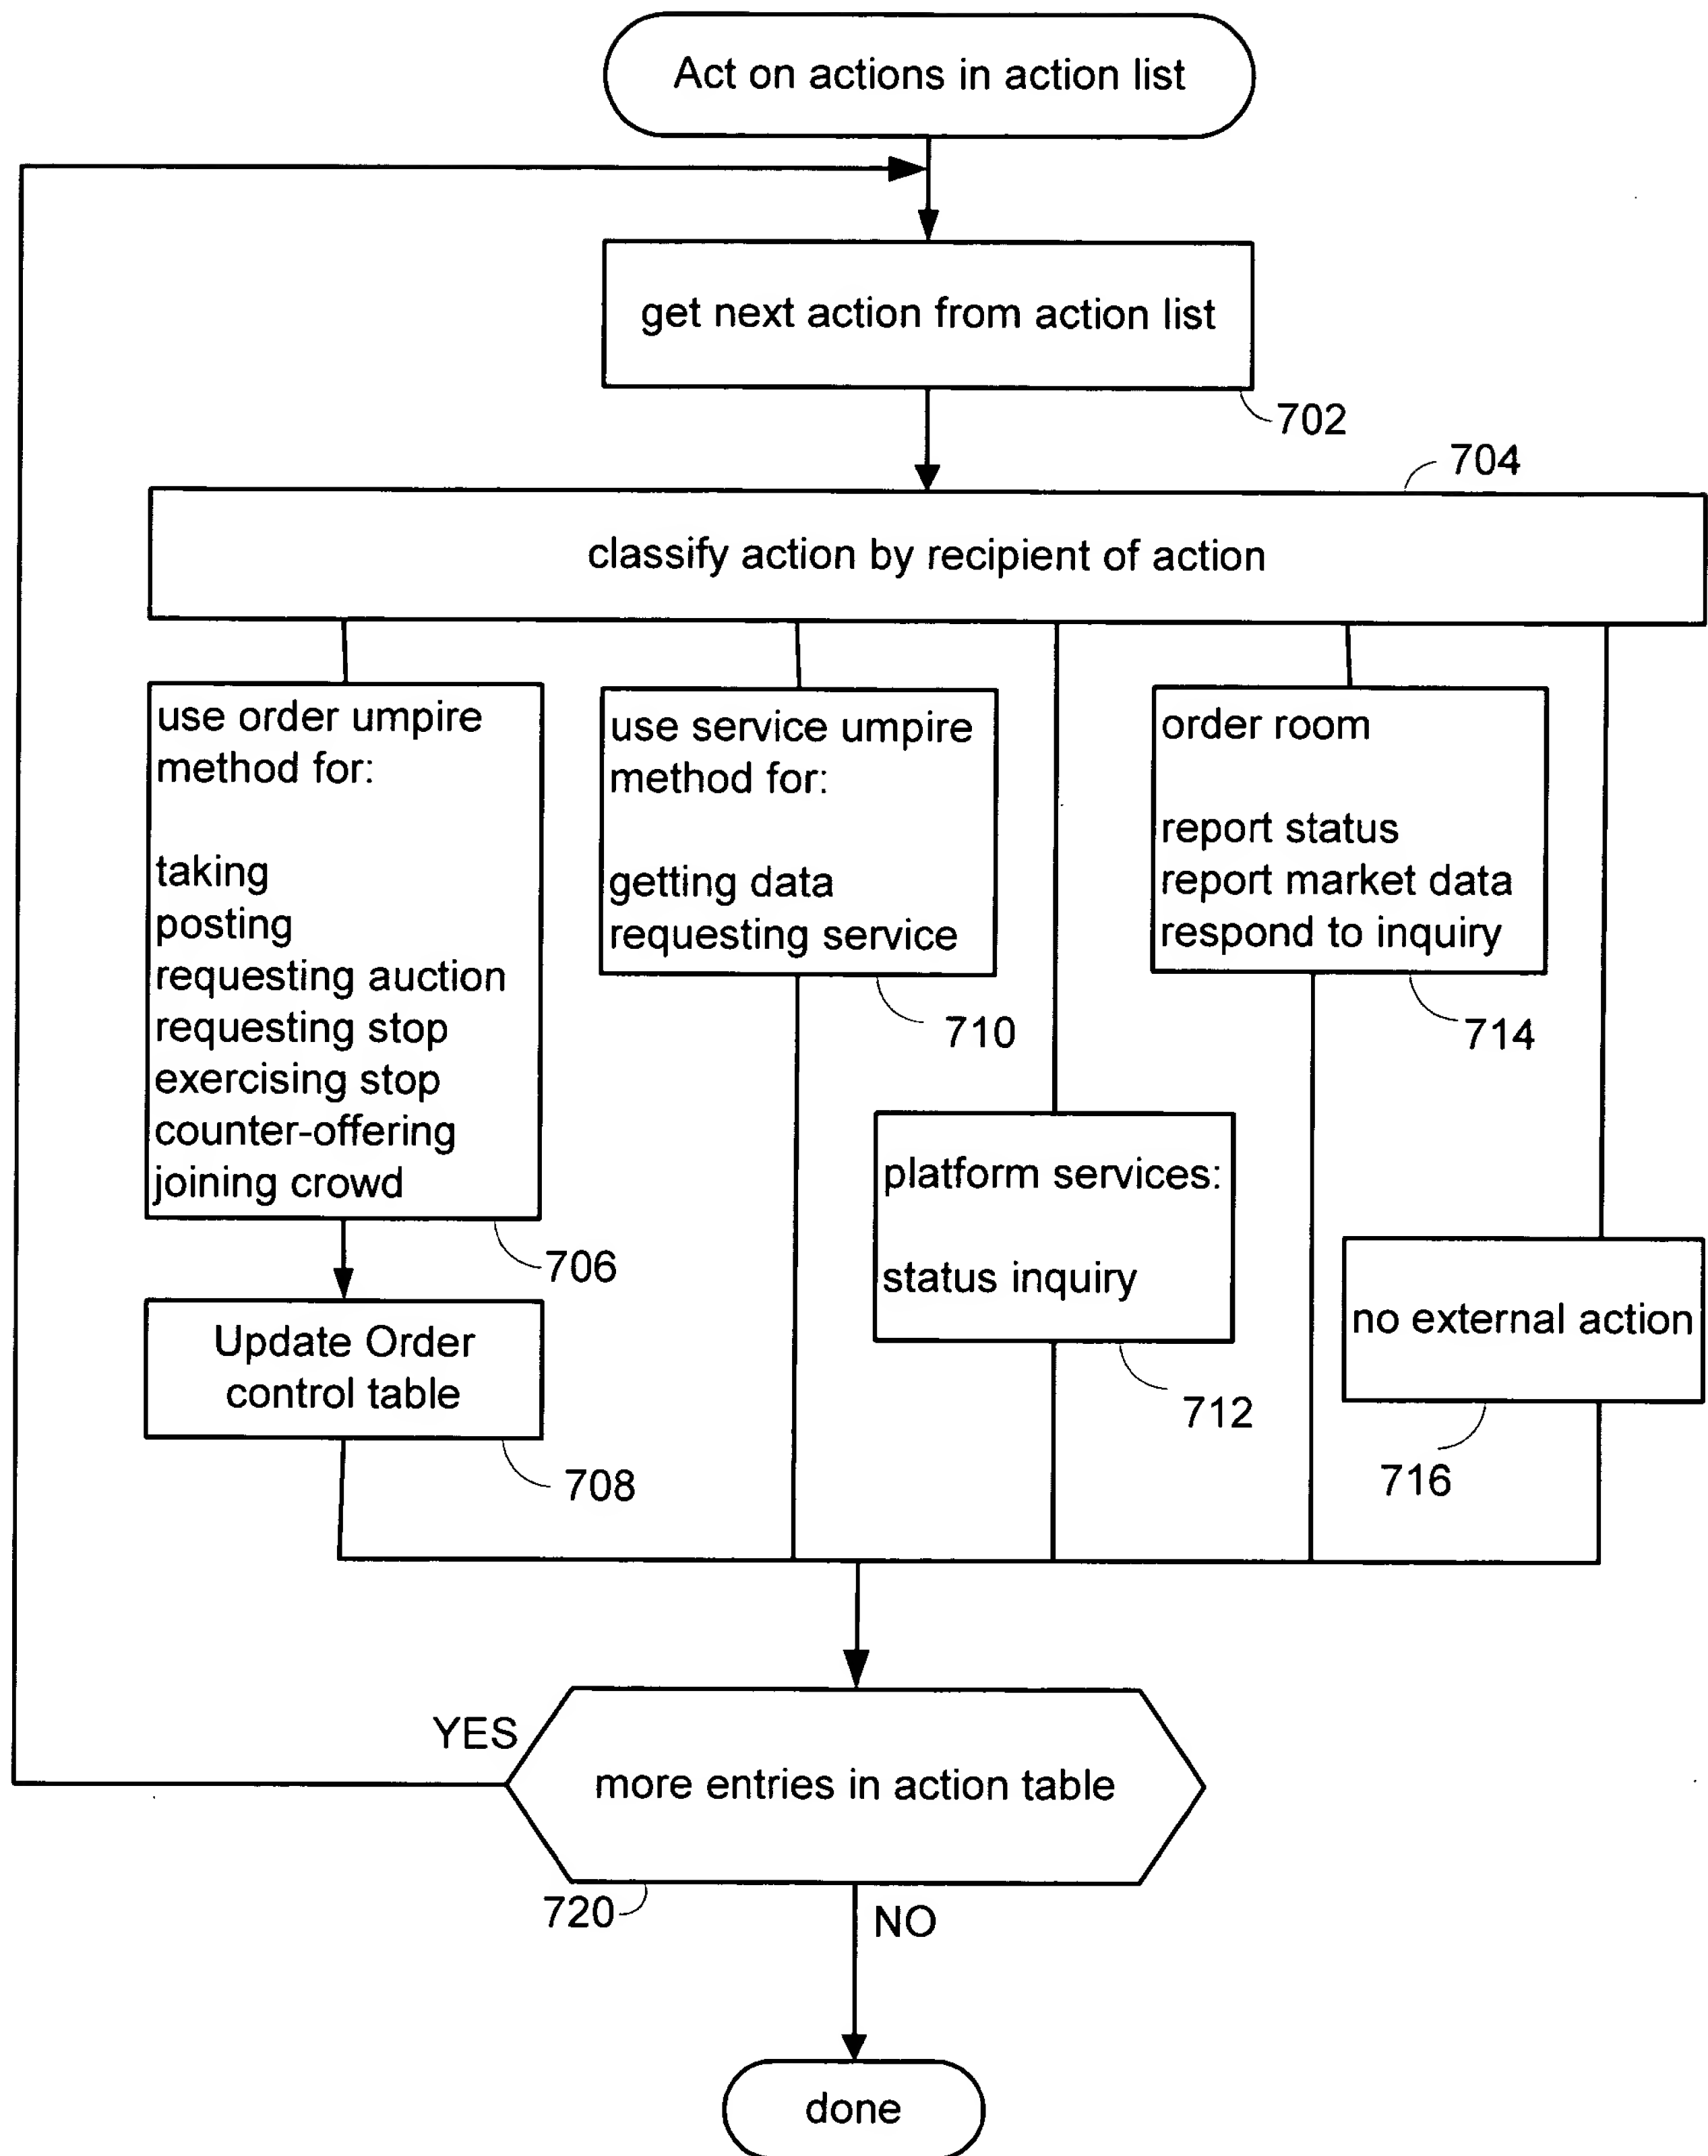 Act on actions in action list
get next action from action list
702
704
classify action by recipient of action
use order umpire
method for:
taking
posting
requesting auction
requesting stop
exercising stop
counter-offering
joining crowd
706
Update Order
control table
708
use service umpire
method for:
getting data
requesting service
710
platform services:
status inquiry
712
order room
report status
report market data
respond to inquiry
714
no external action
716
YES
more entries in action table
720
NO
done